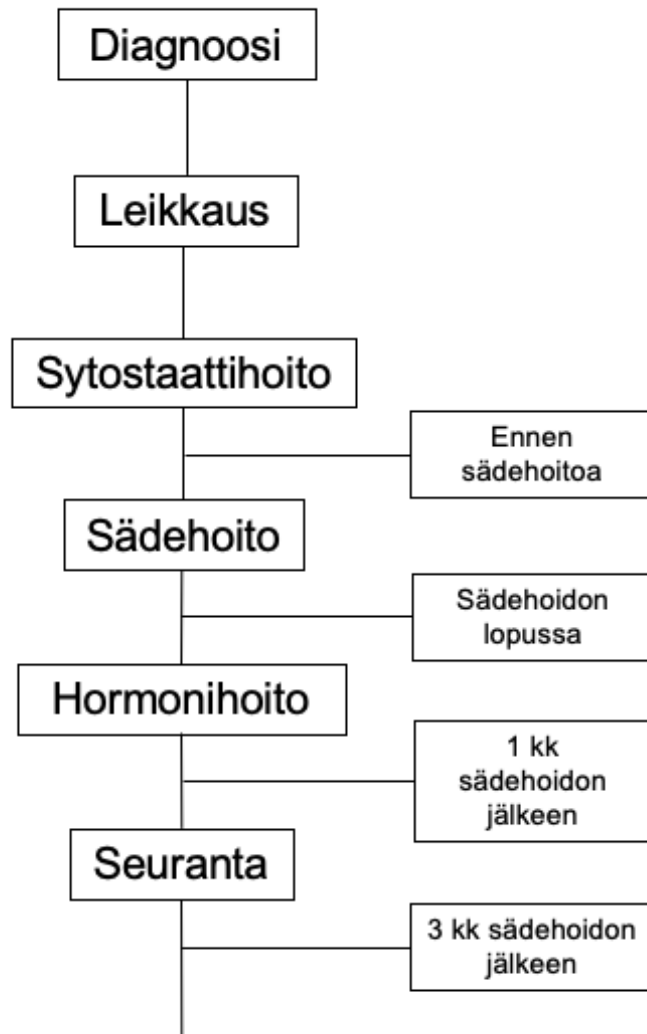 Diagnoosi
Leikkaus
Sytostaattihoito
Ennen
sädehoitoa
Sädehoito
Sädehoidon
lopussa
Hormonihoito
1 kk
sädehoidon
jälkeen
Seuranta
3 kk sädehoidon
jälkeen